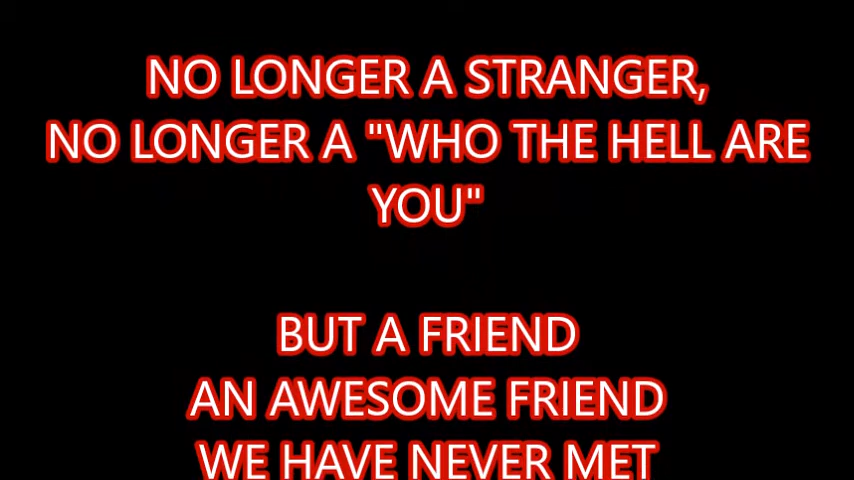 NO LONGER A STRANGER,
NO LONGER A "WHO THE HELL ARE
YOU"
BUT A FRIEND
AN AWESOME FRIEND
WE HAVE NEVER MET